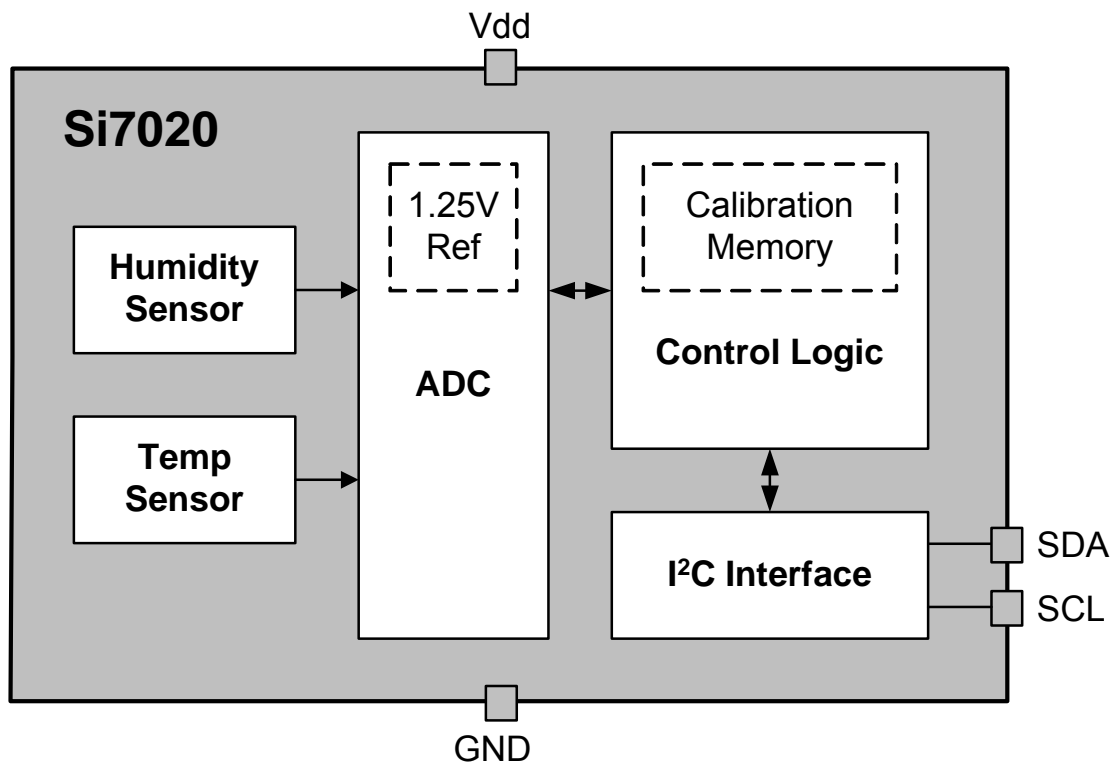 Vdd
Si7020
1.25V
Ref
Calibration
Memory
Humidity
Sensor
Control Logic
ADC
Temp
Sensor
I²C Interface
SDA
SCL
GND